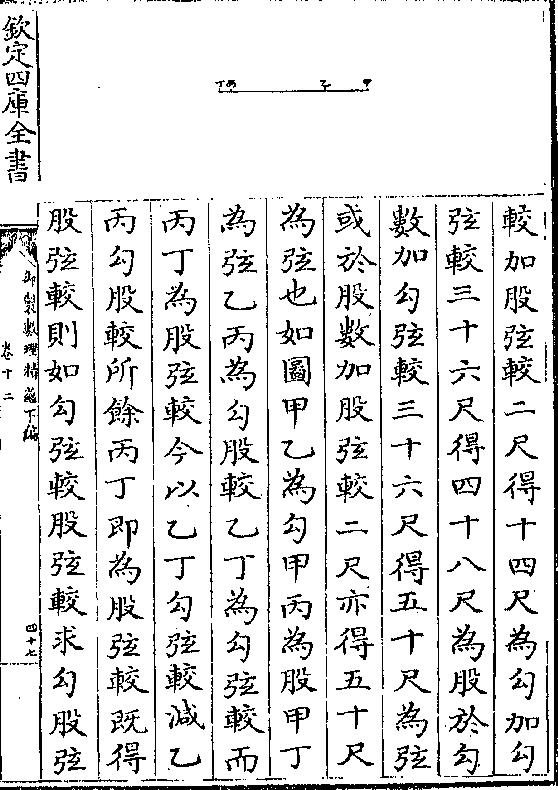 較加股弦較二尺得十四尺為勾加勾
弦較三十六尺得四十八尺為股於勾
數加勾弦較三十六尺得五十尺為弦
或於股數加股弦較二尺亦得五十尺
為弦也如圖甲乙為勾甲丙為股甲丁
為弦乙丙為勾股較乙丁為勾弦較而
丙丁為股弦較今以乙丁勾弦較減乙
丙勾股較所餘丙丁即為股弦較既得
股弦較則如勾弦較股弦較求勾股弦
欽定四庫全書
御製數理精蘊下編
卷十二
四十七
甲
乙
丙丁